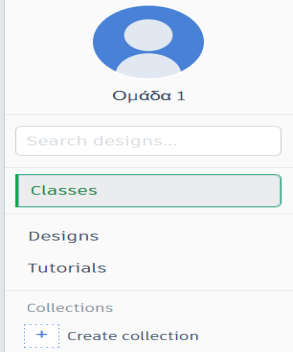 Ομάδα 1
Search designs...
Classes
Designs
Tutorials
Collections
+ Create collection